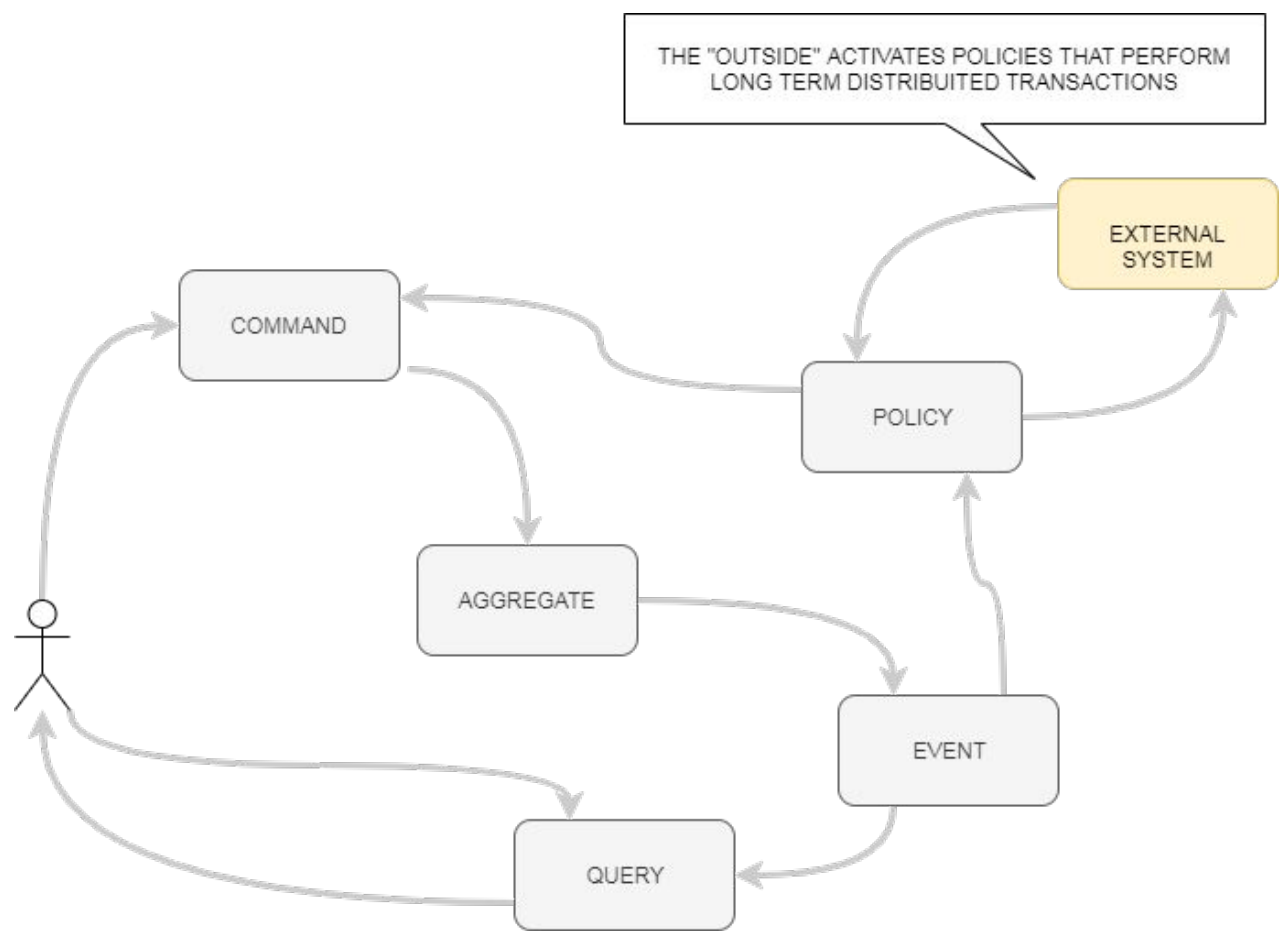 THE "OUTSIDE" ACTIVATES POLICIES THAT PERFORM
LONG TERM DISTRIBUITED TRANSACTIONS
EXTERNAL
SYSTEM
COMMAND
POLICY
AGGREGATE
EVENT
QUERY